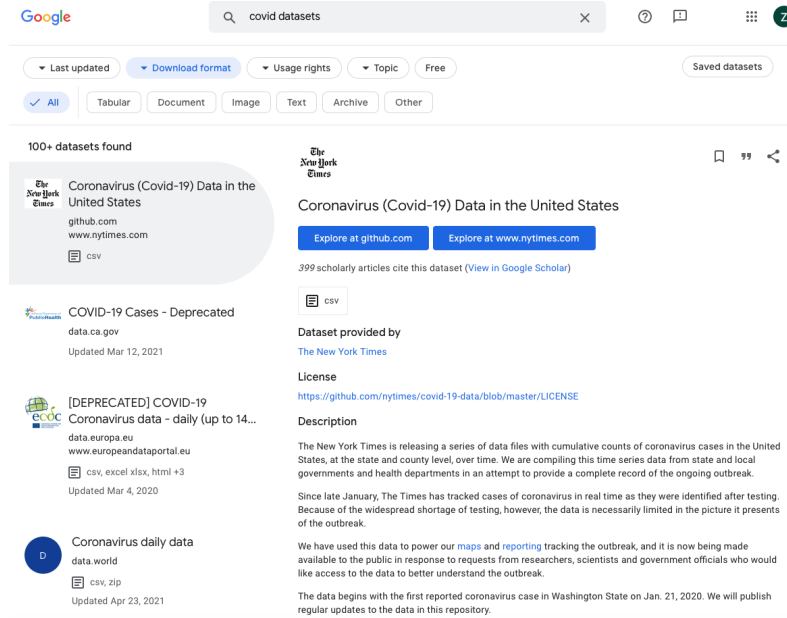 Google
covid datasets
Z
Last updated
Download format
Usage rights
Topic
Free
Saved datasets
All
Tabular
Document
Image
Text
Archive
Other
100+ datasets found
The
New York
Times
Coronavirus (Covid-19) Data in the
United States
github.com
www.nytimes.com
csv
PublicHealth
COVID-19 Cases - Deprecated
data.ca.gov
Updated Mar 12, 2021
ecdc
[DEPRECATED] COVID-19
Coronavirus data - daily (up to 14...
data.europa.eu
www.europeandataportal.eu
csv, excel xlsx, html +3
Updated Mar 4, 2020
D
Coronavirus daily data
data.world
csv, zip
Updated Apr 23, 2021
The
New York
Times
Coronavirus (Covid-19) Data in the United States
Explore at github.com
Explore at www.nytimes.com
399 scholarly articles cite this dataset (View in Google Scholar)
csv
Dataset provided by
The New York Times
License
https://github.com/nytimes/covid-19-data/blob/master/LICENSE
Description
The New York Times is releasing a series of data files with cumulative counts of coronavirus cases in the United
States, at the state and county level, over time. We are compiling this time series data from state and local
governments and health departments in an attempt to provide a complete record of the ongoing outbreak.
Since late January, The Times has tracked cases of coronavirus in real time as they were identified after testing.
Because of the widespread shortage of testing, however, the data is necessarily limited in the picture it presents
of the outbreak.
We have used this data to power our maps and reporting tracking the outbreak, and it is now being made
available to the public in response to requests from researchers, scientists and government officials who would
like access to the data to better understand the outbreak.
The data begins with the first reported coronavirus case in Washington State on Jan. 21, 2020. We will publish
regular updates to the data in this repository.